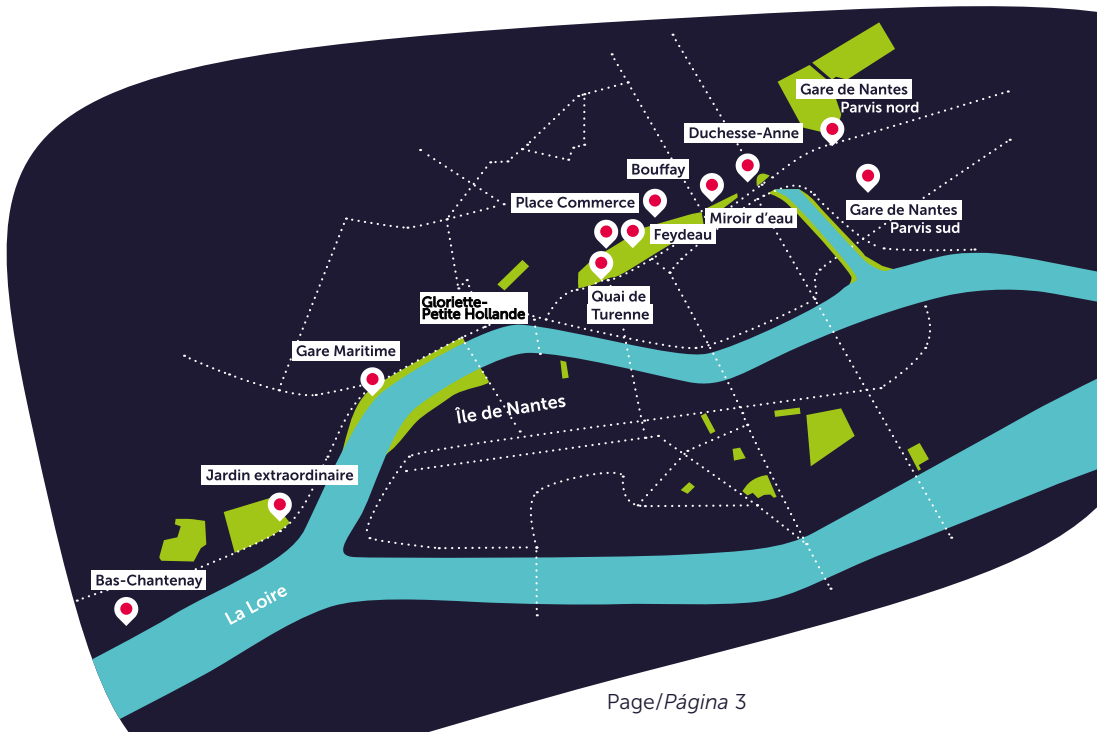 Gare de Nantes
Parvis nord
Duchesse-Anne
Bouffay
Place Commerce
Gare de Nantes
Parvis sud
Miroir d’eau
Feydeau
Quai de
Turenne
Gloriette-
Petite Hollande
Gare Maritime
Île de Nantes
Jardin extraordinaire
Bas-Chantenay
La Loire
Page/Página 3